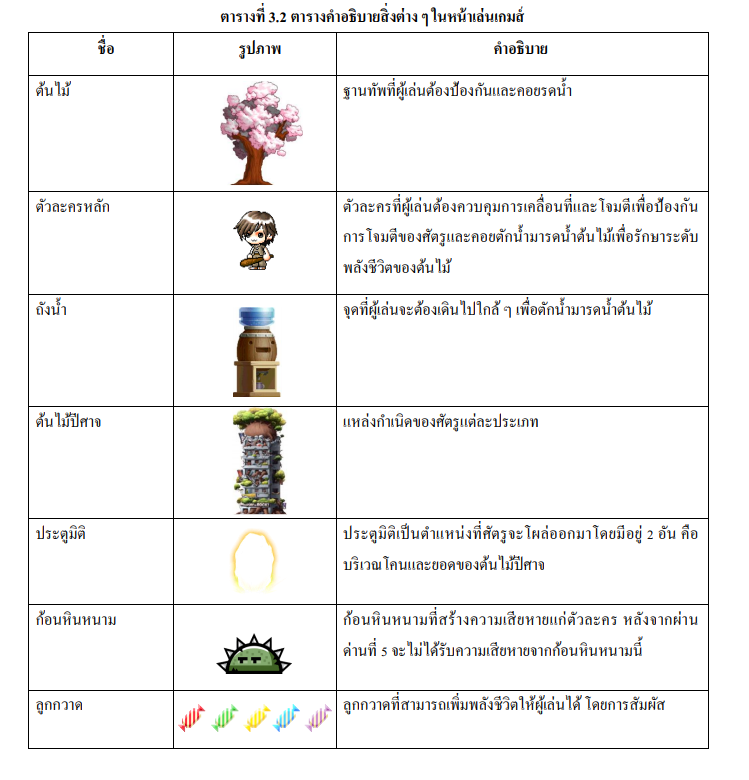 ตารางที่ 3.2 ตารางคำอธิบายสิ่งต่าง ๆ ในหน้าเล่นเกมส์
ชื่อ รูปภาพ คำอธิบาย
ต้นไม้ ฐานทัพที่ผู้เล่นต้องป้องกันและคอยรดน้ำ
ตัวละครหลัก ตัวละครที่ผู้เล่นต้องควบคุมการเคลื่อนที่และโจมตีเพื่อป้องกัน
การโจมตีของศัตรูและคอยตักน้ำมารดน้ำต้นไม้เพื่อรักษาระดับ
พลังชีวิตของต้นไม้
ถังน้ำ จุดที่ผู้เล่นจะต้องเดินไปใกล้ ๆ เพื่อตักน้ำมารดน้ำต้นไม้
ต้นไม้ปีศาจ แหล่งกำเนิดของศัตรูแต่ละประเภท
ประตูมิติ ประตูมิติเป็นตำแหน่งที่ศัตรูจะโผล่ออกมาโดยมีอยู่ 2 อัน คือ
บริเวณโคนและยอดของต้นไม้ปีศาจ
ก้อนหินหนาม ก้อนหินหนามที่สร้างความเสียหายแก่ตัวละคร หลังจากผ่าน
ด่านที่ 5 จะไม่ได้รับความเสียหายจากก้อนหินหนามนี้
ลูกกวาด ลูกกวาดที่สามารถเพิ่มพลังชีวิตให้ผู้เล่นได้ โดยการสัมผัส